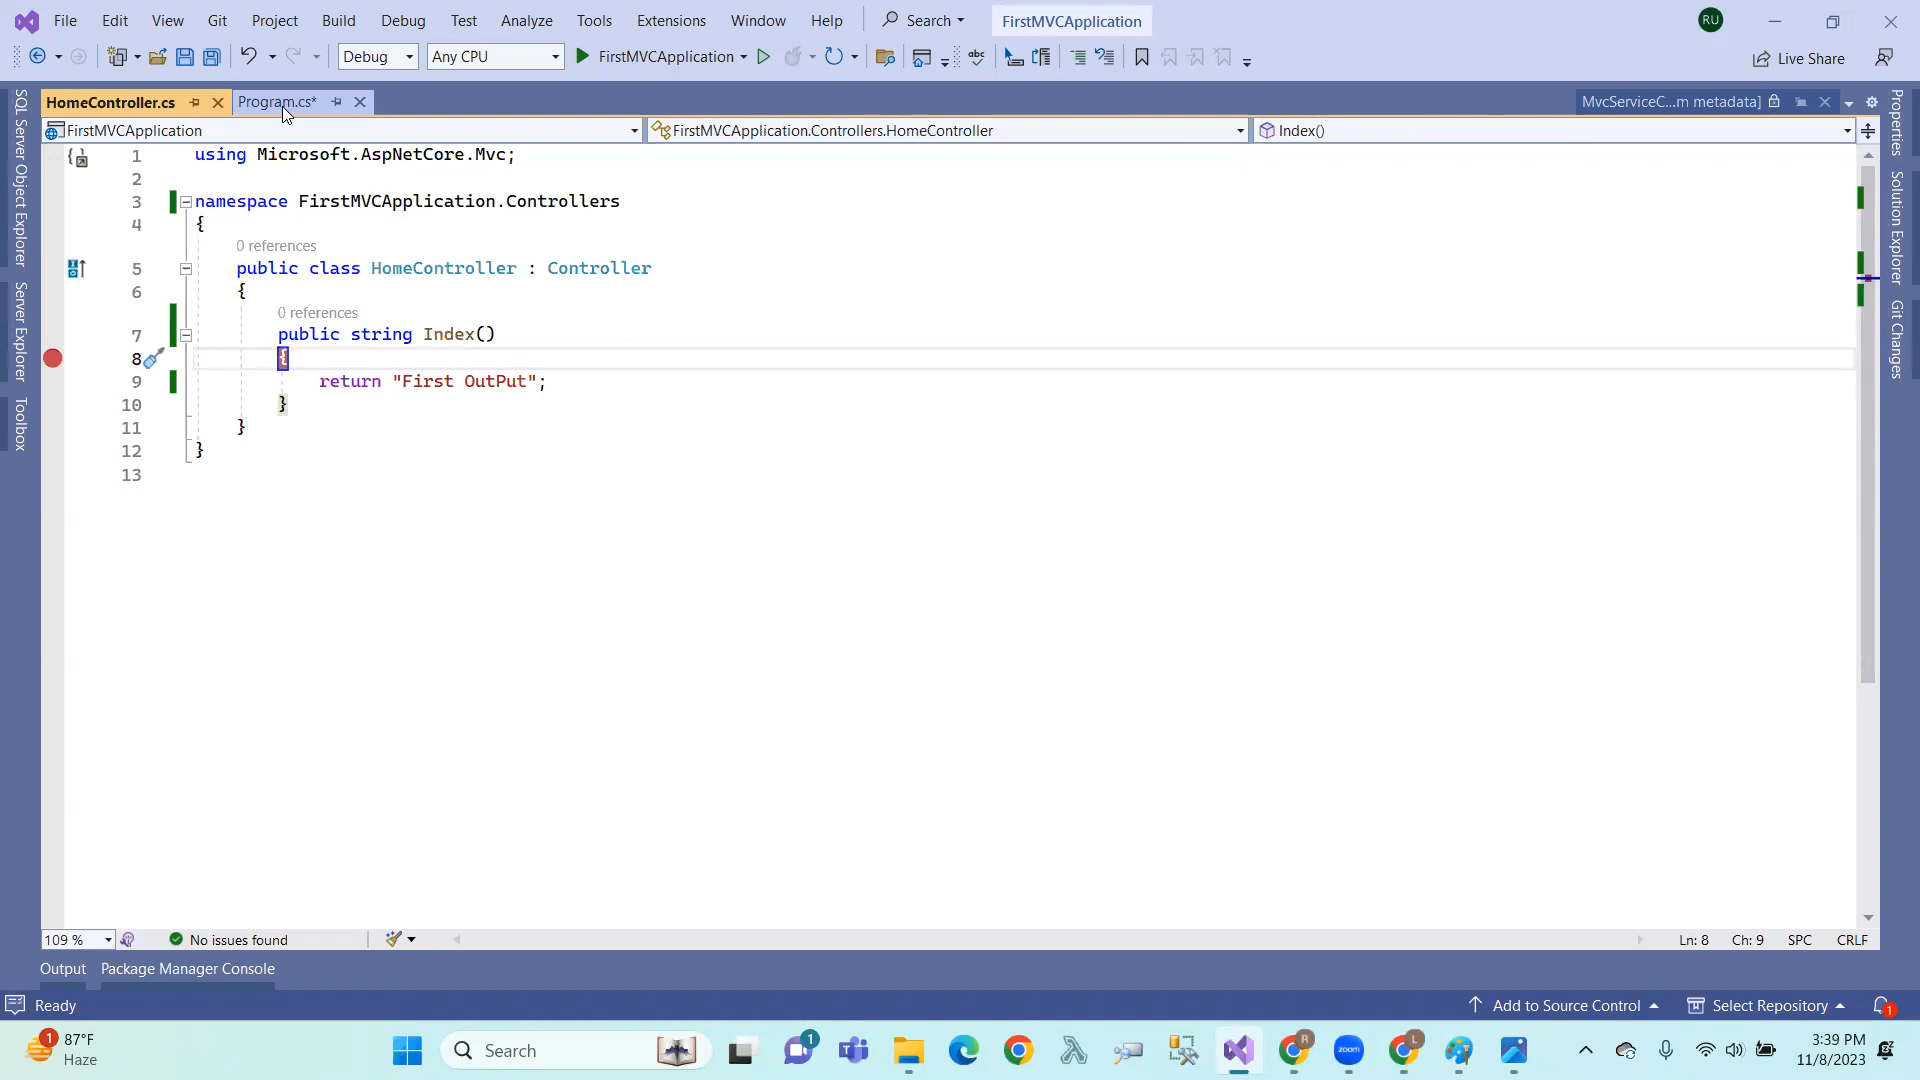 File Edit View Git Project Build Debug Test Analyze Tools Extensions Window Help Search FirstMVCApplication RU
Debug Any CPU FirstMVCApplication abc Live Share
HomeController.cs Program.cs* MvcServiceC...m metadata]
FirstMVCApplication FirstMVCApplication.Controllers.HomeController Index()
SQL Server Object Explorer
Server Explorer
Toolbox
Properties
Solution Explorer
Git Changes
1 using Microsoft.AspNetCore.Mvc;
2
3 namespace FirstMVCApplication.Controllers
4 {
0 references
5 public class HomeController : Controller
6 {
0 references
7 public string Index()
8 {
9 return "First OutPut";
10 }
11 }
12 }
13
109 % No issues found Ln: 8 Ch: 9 SPC CRLF
Output Package Manager Console
Ready Add to Source Control Select Repository 1
1 87°F
Haze
Search 1 R zoom L
3:39 PM
11/8/2023